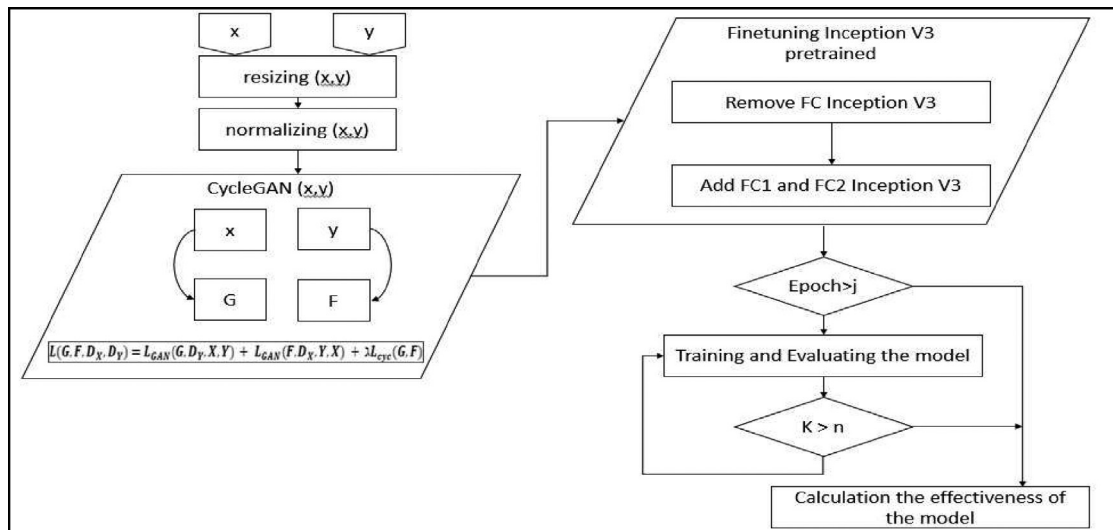 x
y
resizing (x,y)
normalizing (x,y)
CycleGAN (x,y)
x
y
G
F
L(G,F,D_X,D_Y) = L_GAN(G,D_Y,X,Y) + L_GAN(F,D_X,Y,X) + λL_cyc(G,F)
Finetuning Inception V3
pretrained
Remove FC Inception V3
Add FC1 and FC2 Inception V3
Epoch>j
Training and Evaluating the model
K > n
Calculation the effectiveness of
the model